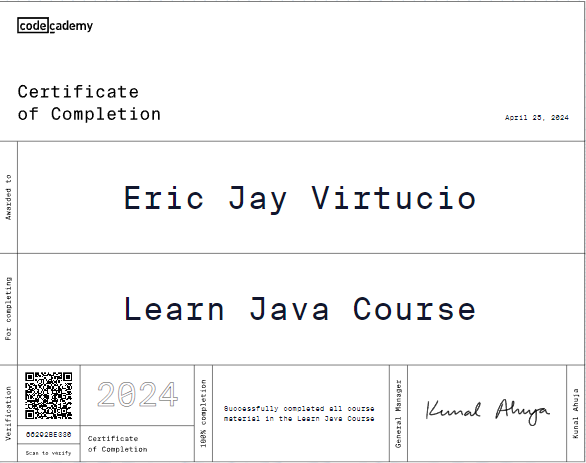 codecademy
Certificate
of Completion
April 25, 2024
Awarded to
Eric Jay Virtucio
For completing
Learn Java Course
Verification
66292BE330
Scan to verify
2024
Certificate
of Completion
100% completion
Successfully completed all course
material in the Learn Java Course
General Manager
Kunal Ahuja
Kunal Ahuja